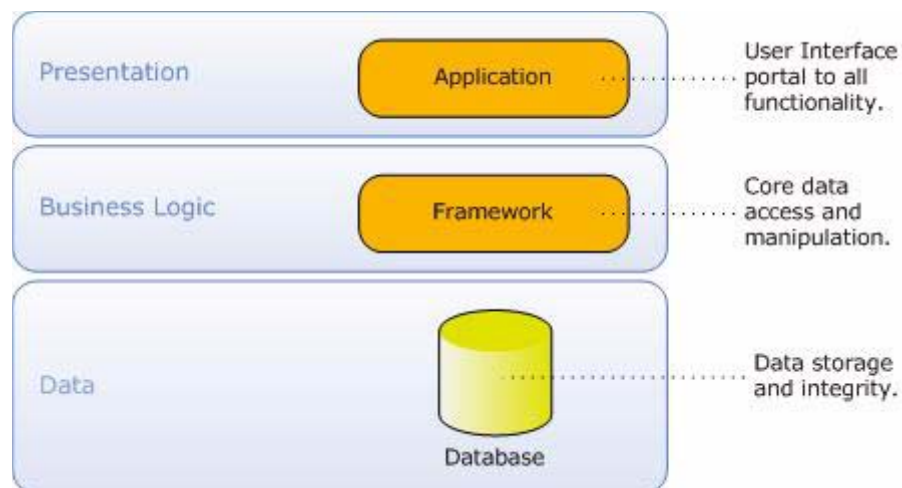 Presentation
Application
User Interface
portal to all
functionality.
Business Logic
Framework
Core data
access and
manipulation.
Data
Database
Data storage
and integrity.